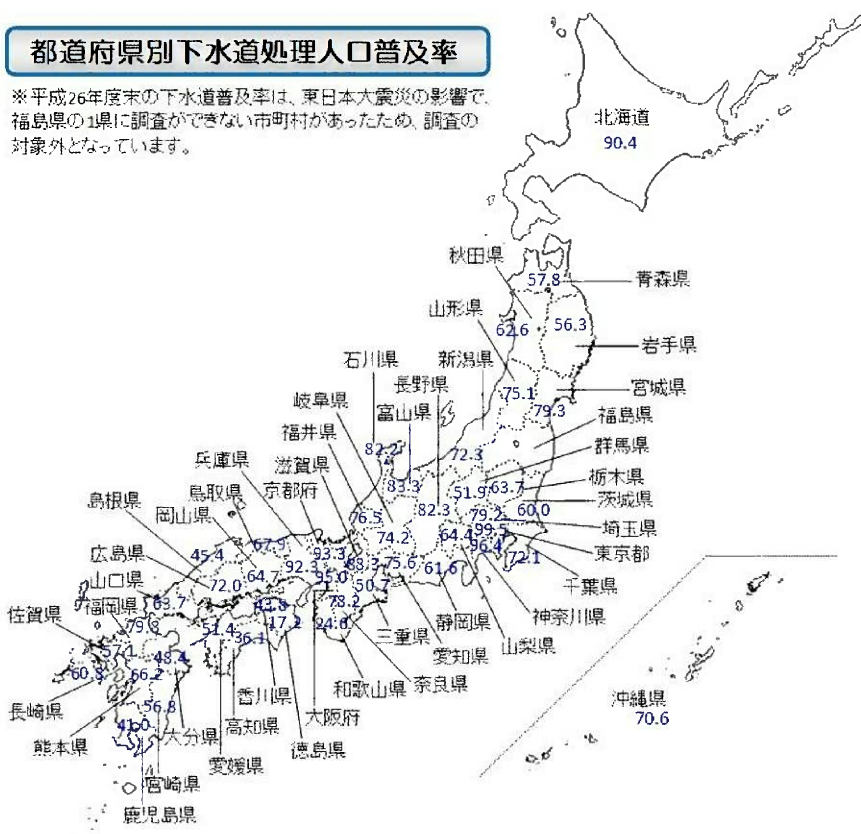 都道府県別下水道処理人口普及率
※平成26年度末の下水道普及率は、東日本大震災の影響で、
福島県の1県に調査ができない市町村があったため、調査の
対象外となっています。
北海道
90.4
秋田県
57.8
青森県
山形県
62.6
56.3
岩手県
石川県
新潟県
長野県
75.1
宮城県
岐阜県
富山県
79.3
福島県
福井県
82.2
72.3
群馬県
兵庫県
滋賀県
83.3
51.9
63.7
栃木県
島根県
鳥取県
京都府
82.3
茨城県
岡山県
76.5
79.2
60.0
埼玉県
74.2
64.4
99.5
東京都
広島県
45.4
67.9
93.3
96.4
72.1
山口県
72.0
64.7
92.3
95.0
88.3
75.6
61.6
50.7
千葉県
佐賀県
福岡県
63.7
43.8
78.2
神奈川県
79.8
51.4
36.1
17.2
24.6
三重県
静岡県
山梨県
57.1
48.4
愛知県
60.8
66.2
奈良県
長崎県
56.8
香川県
和歌山県
沖縄県
70.6
41.0
大分県
高知県
大阪府
熊本県
徳島県
愛媛県
宮崎県
鹿児島県